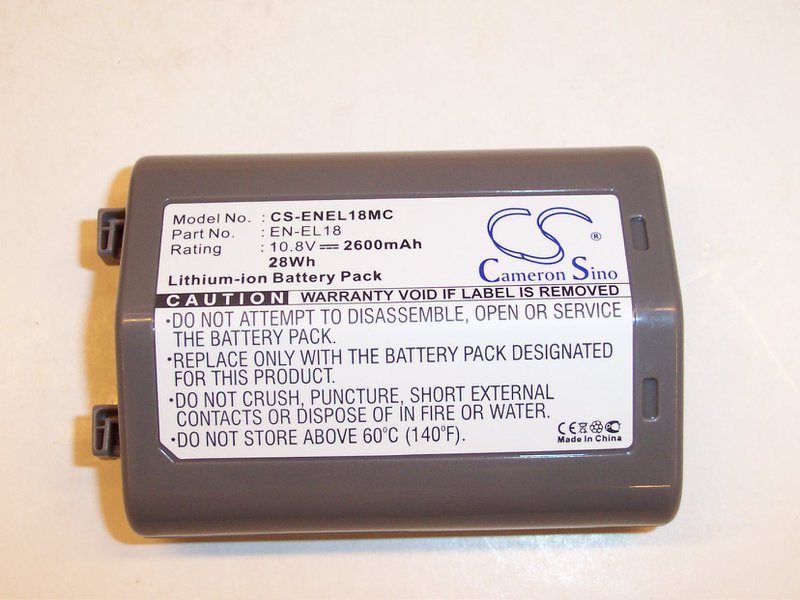 Model No. : CS-ENEL18MC
Part No. : EN-EL18
Rating : 10.8V 2600mAh
28Wh
Lithium-ion Battery Pack
CS ®
Cameron Sino
CAUTION WARRANTY VOID IF LABEL IS REMOVED
•DO NOT ATTEMPT TO DISASSEMBLE, OPEN OR SERVICE
THE BATTERY PACK.
•REPLACE ONLY WITH THE BATTERY PACK DESIGNATED
FOR THIS PRODUCT.
•DO NOT CRUSH, PUNCTURE, SHORT EXTERNAL
CONTACTS OR DISPOSE OF IN FIRE OR WATER.
•DO NOT STORE ABOVE 60°C (140°F).
CE
Made In China